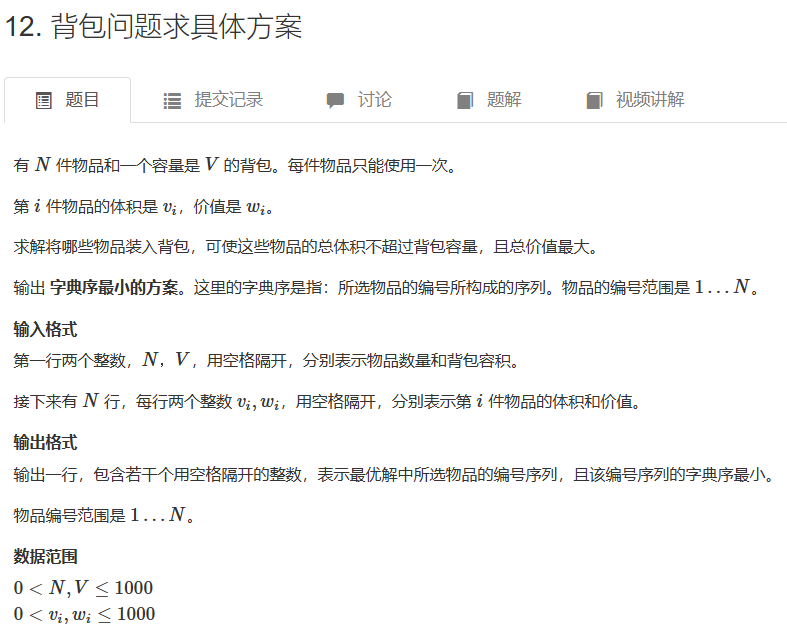 12. 背包问题求具体方案
题目 提交记录 讨论 题解 视频讲解
有 N 件物品和一个容量是 V 的背包。每件物品只能使用一次。
第 i 件物品的体积是 vi，价值是 wi。
求解将哪些物品装入背包，可使这些物品的总体积不超过背包容量，且总价值最大。
输出 字典序最小的方案。这里的字典序是指：所选物品的编号所构成的序列。物品的编号范围是 1…N。
输入格式
第一行两个整数，N，V，用空格隔开，分别表示物品数量和背包容积。
接下来有 N 行，每行两个整数 vi, wi，用空格隔开，分别表示第 i 件物品的体积和价值。
输出格式
输出一行，包含若干个用空格隔开的整数，表示最优解中所选物品的编号序列，且该编号序列的字典序最小。
物品编号范围是 1…N。
数据范围
0 < N, V ≤ 1000
0 < vi, wi ≤ 1000